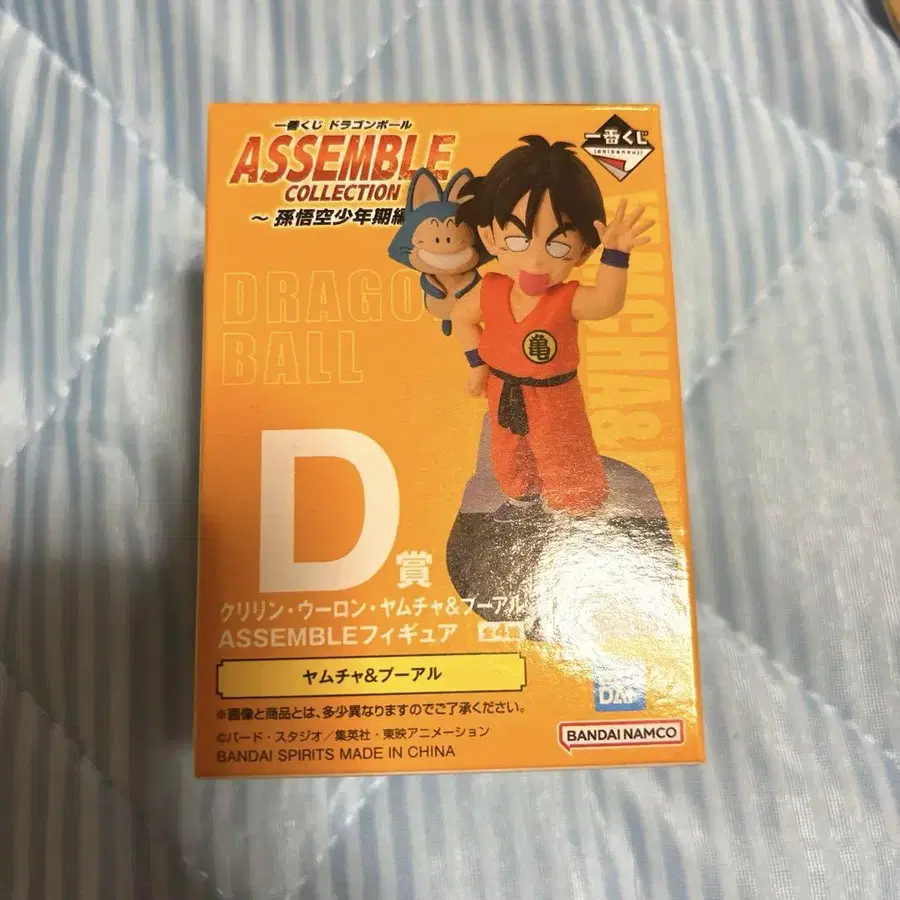 一番くじ ドラゴンボール
ASSEMBLE
COLLECTION
～ 孫悟空少年期編
一番くじ
ichibankuji
DRAGO
BALL
亀
D賞
クリリン・ウーロン・ヤムチャ&プーアル
ASSEMBLEフィギュア 全4種
ヤムチャ&プーアル
※画像と商品とは、多少異なりますのでご了承ください。
©バード・スタジオ／集英社・東映アニメーション
BANDAI SPIRITS MADE IN CHINA
BANDAI NAMCO